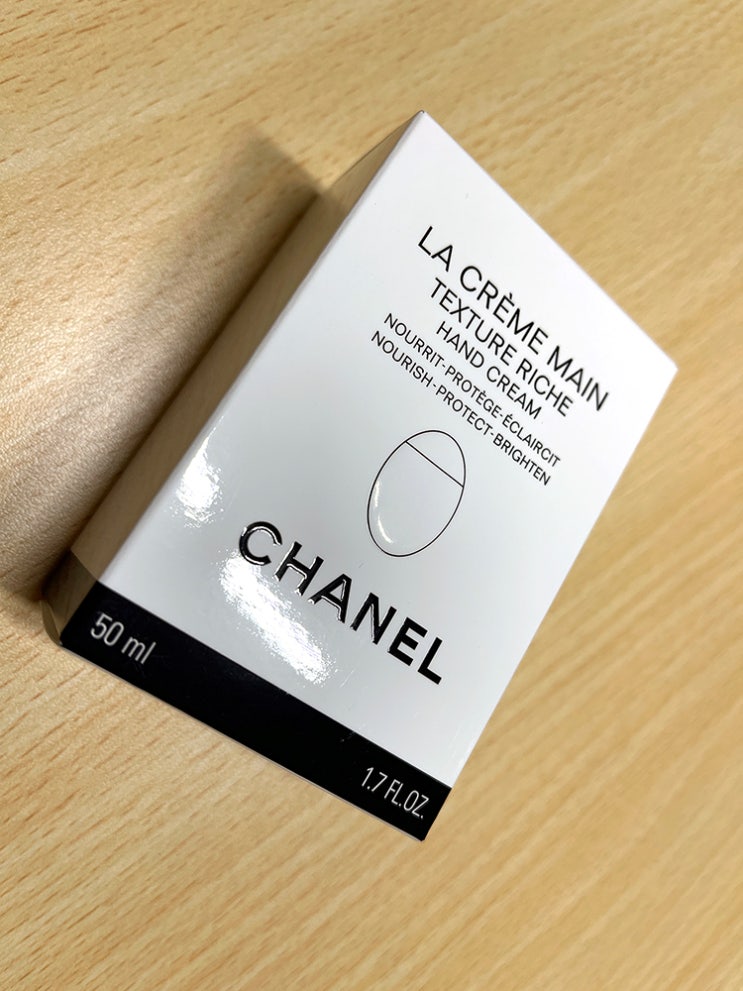 LA CRÈME MAIN
TEXTURE RICHE
HAND CREAM
NOURRIT-PROTÈGE-ÉCLAIRCIT
NOURISH-PROTECT-BRIGHTEN
CHANEL
50 ml
1.7 FL.OZ.